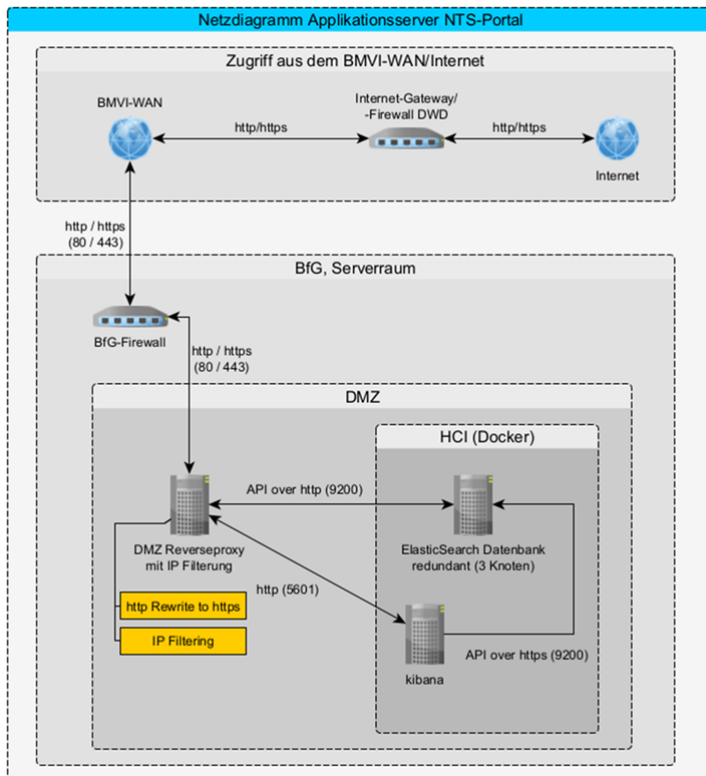 Netzdiagramm Applikationsserver NTS-Portal
Zugriff aus dem BMVI-WAN/Internet
BMVI-WAN
Internet-Gateway/
-Firewall DWD
http/https
http/https
Internet
http / https
(80 / 443)
BfG, Serverraum
BfG-Firewall
http / https
(80 / 443)
DMZ
HCI (Docker)
API over http (9200)
DMZ Reverseproxy
mit IP Filterung
ElasticSearch Datenbank
redundant (3 Knoten)
http (5601)
http Rewrite to https
IP Filtering
API over https (9200)
kibana